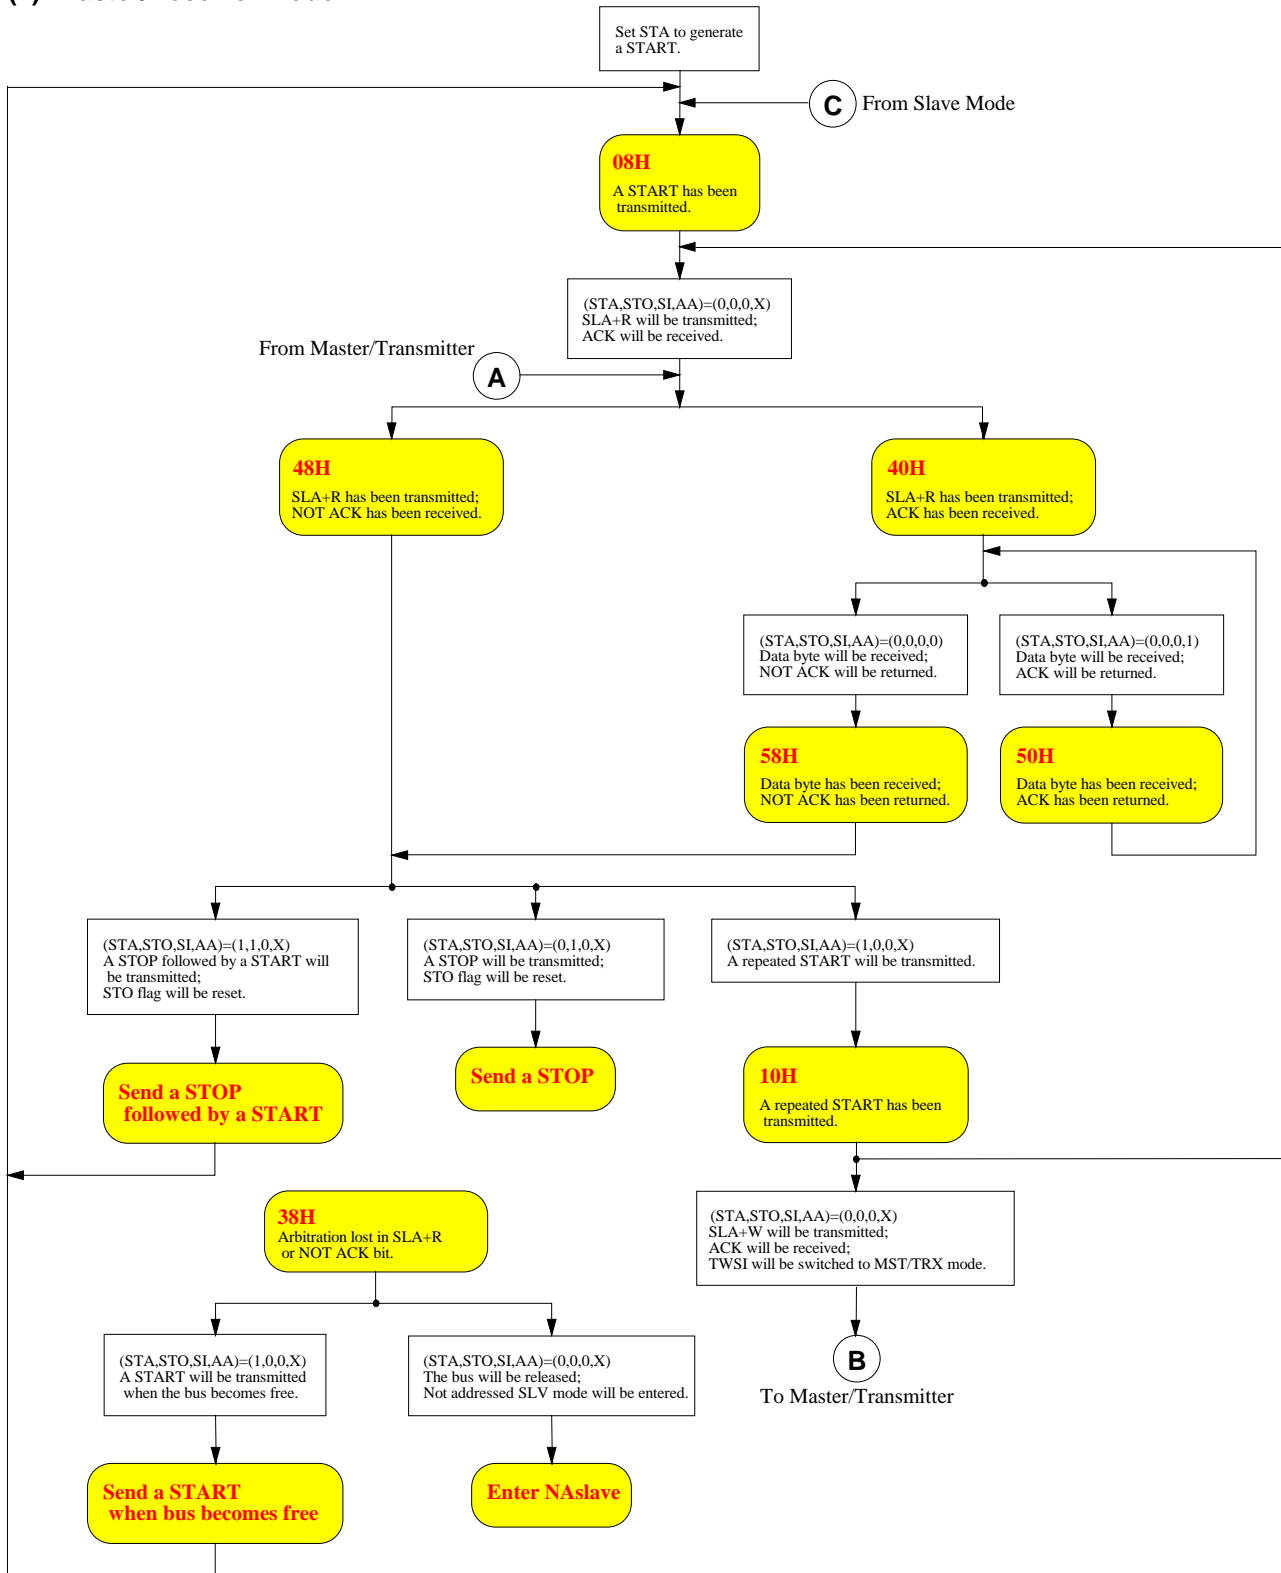 Set STA to generate
a START.
C
From Slave Mode
08H
A START has been
transmitted.
(STA,STO,SI,AA)=(0,0,0,X)
SLA+R will be transmitted;
ACK will be received.
From Master/Transmitter
A
48H
SLA+R has been transmitted;
NOT ACK has been received.
40H
SLA+R has been transmitted;
ACK has been received.
(STA,STO,SI,AA)=(0,0,0,0)
Data byte will be received;
NOT ACK will be returned.
(STA,STO,SI,AA)=(0,0,0,1)
Data byte will be received;
ACK will be returned.
58H
Data byte has been received;
NOT ACK has been returned.
50H
Data byte has been received;
ACK has been returned.
(STA,STO,SI,AA)=(1,1,0,X)
A STOP followed by a START will
be transmitted;
STO flag will be reset.
(STA,STO,SI,AA)=(0,1,0,X)
A STOP will be transmitted;
STO flag will be reset.
(STA,STO,SI,AA)=(1,0,0,X)
A repeated START will be transmitted.
Send a STOP
followed by a START
Send a STOP
10H
A repeated START has been
transmitted.
38H
Arbitration lost in SLA+R
or NOT ACK bit.
(STA,STO,SI,AA)=(0,0,0,X)
SLA+W will be transmitted;
ACK will be received;
TWSI will be switched to MST/TRX mode.
(STA,STO,SI,AA)=(1,0,0,X)
A START will be transmitted
when the bus becomes free.
(STA,STO,SI,AA)=(0,0,0,X)
The bus will be released;
Not addressed SLV mode will be entered.
B
To Master/Transmitter
Send a START
when bus becomes free
Enter NAslave